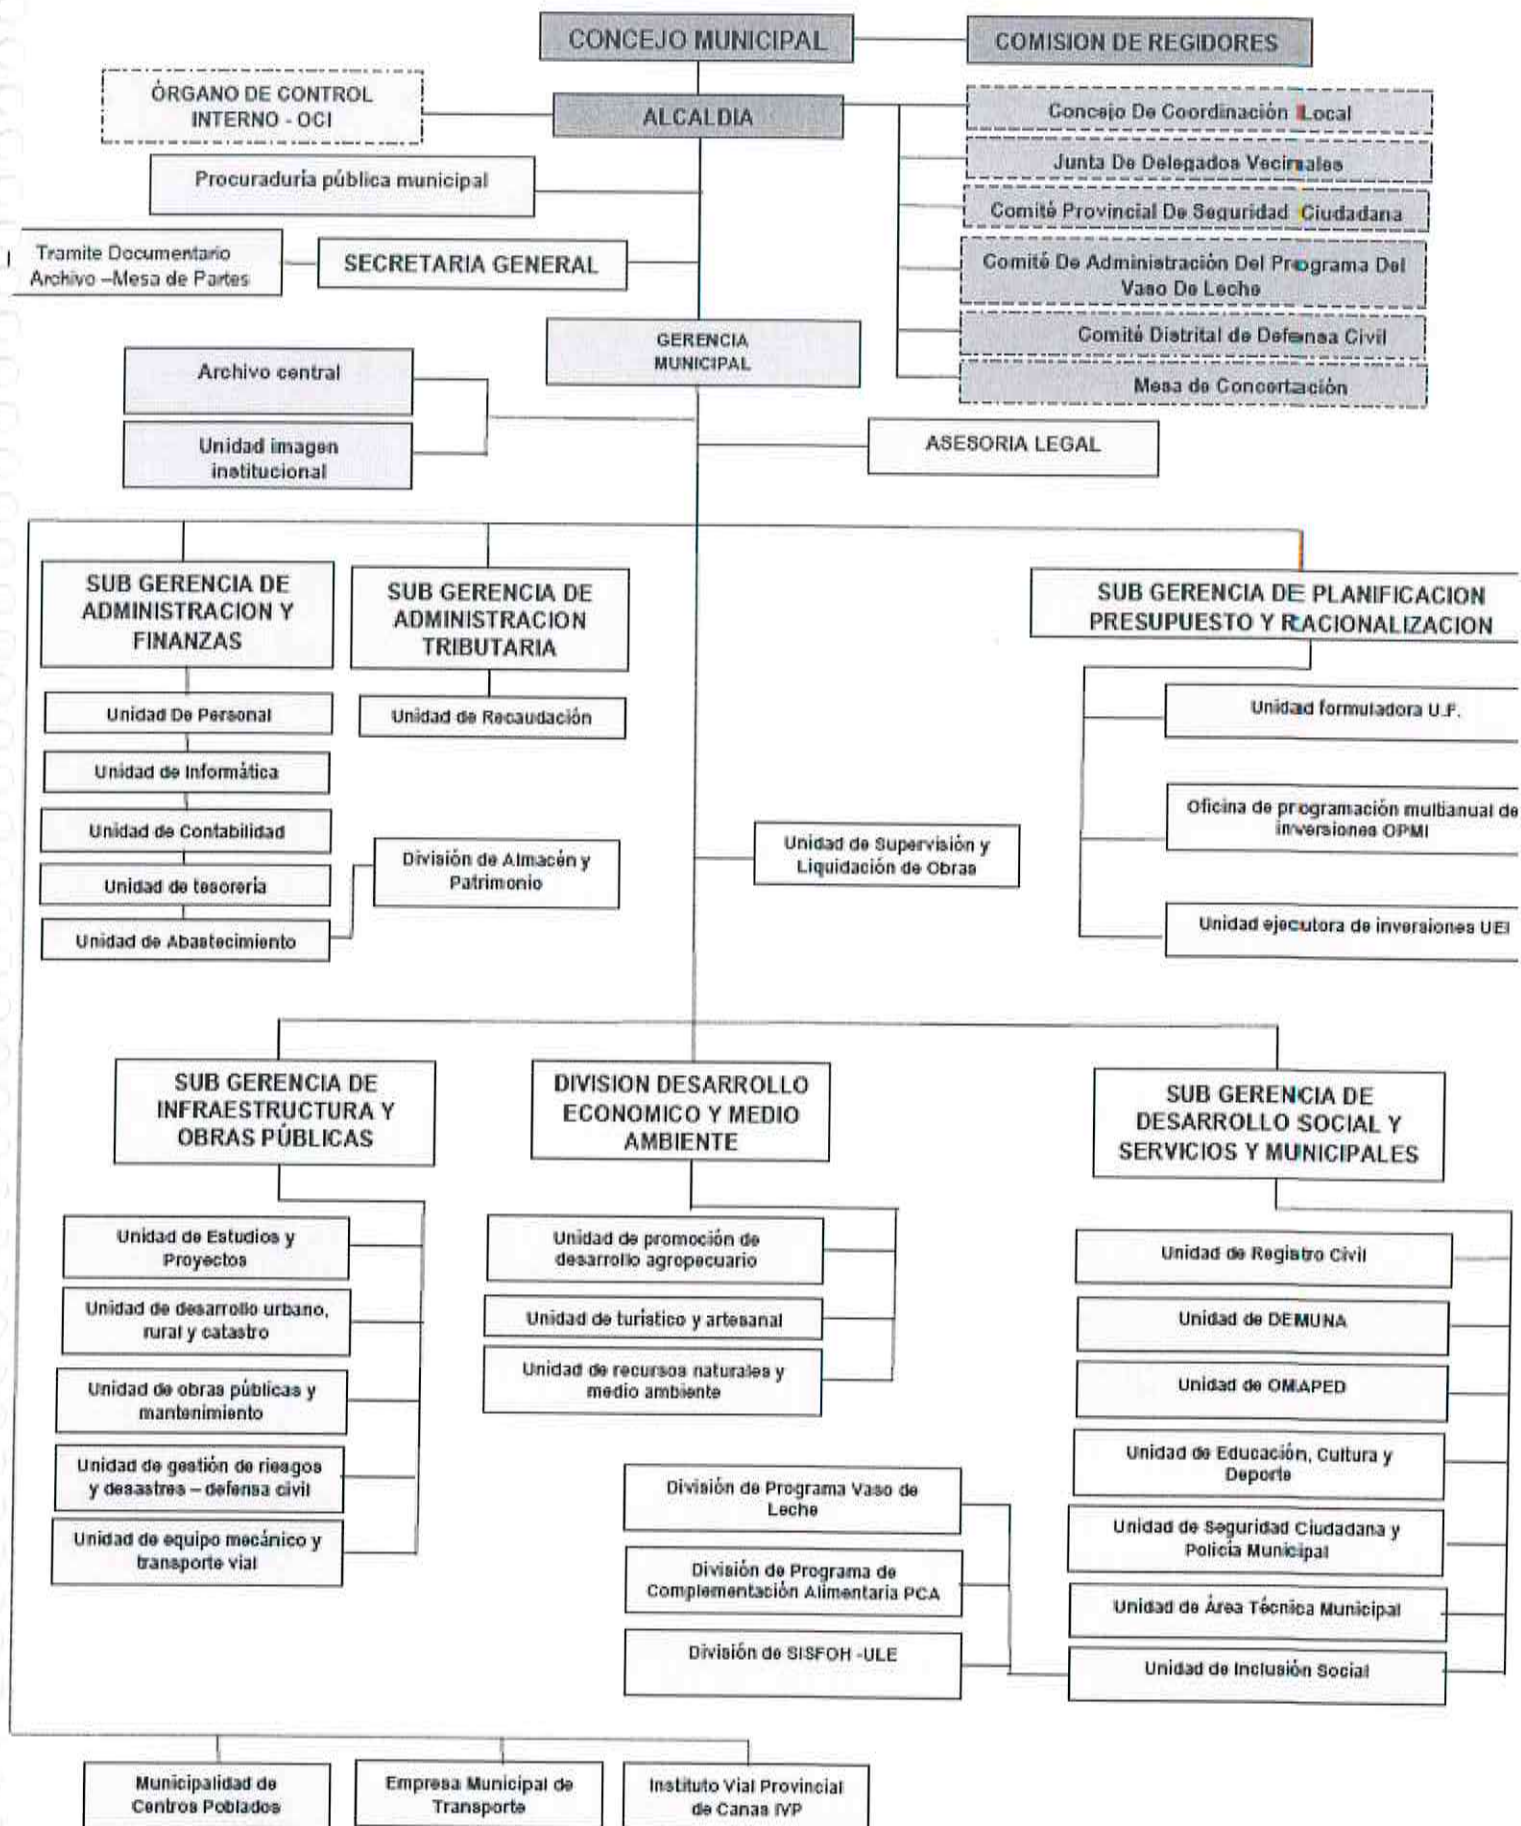 CONCEJO MUNICIPAL
COMISION DE REGIDORES
ÓRGANO DE CONTROL
INTERNO - OCI
ALCALDIA
Concejo De Coordinación Local
Junta De Delegados Vecinales
Procuraduría pública municipal
Comité Provincial De Seguridad Ciudadana
Tramite Documentario
Archivo –Mesa de Partes
SECRETARIA GENERAL
Comité De Administración Del Programa Del
Vaso De Leche
GERENCIA
MUNICIPAL
Comité Distrital de Defensa Civil
Archivo central
Mesa de Concertación
Unidad imagen
institucional
ASESORIA LEGAL
SUB GERENCIA DE
ADMINISTRACION Y
FINANZAS
SUB GERENCIA DE
ADMINISTRACION
TRIBUTARIA
SUB GERENCIA DE PLANIFICACION
PRESUPUESTO Y RACIONALIZACION
Unidad De Personal
Unidad de Recaudación
Unidad formuladora U.F.
Unidad de Informática
Unidad de Contabilidad
Oficina de programación multianual de
inversiones OPMI
División de Almacén y
Patrimonio
Unidad de Supervisión y
Liquidación de Obras
Unidad de tesorería
Unidad de Abastecimiento
Unidad ejecutora de inversiones UEI
SUB GERENCIA DE
INFRAESTRUCTURA Y
OBRAS PÚBLICAS
DIVISION DESARROLLO
ECONOMICO Y MEDIO
AMBIENTE
SUB GERENCIA DE
DESARROLLO SOCIAL Y
SERVICIOS Y MUNICIPALES
Unidad de Estudios y
Proyectos
Unidad de desarrollo urbano,
rural y catastro
Unidad de obras públicas y
mantenimiento
Unidad de gestión de riesgos
y desastres – defensa civil
Unidad de equipo mecánico y
transporte vial
Unidad de promoción de
desarrollo agropecuario
Unidad de turístico y artesanal
Unidad de recursos naturales y
medio ambiente
Unidad de Registro Civil
Unidad de DEMUNA
Unidad de OMAPED
Unidad de Educación, Cultura y
Deporte
Unidad de Seguridad Ciudadana y
Policía Municipal
Unidad de Área Técnica Municipal
Unidad de Inclusión Social
División de Programa Vaso de
Leche
División de Programa de
Complementación Alimentaria PCA
División de SISFOH -ULE
Municipalidad de
Centros Poblados
Empresa Municipal de
Transporte
Instituto Vial Provincial
de Canas IVP